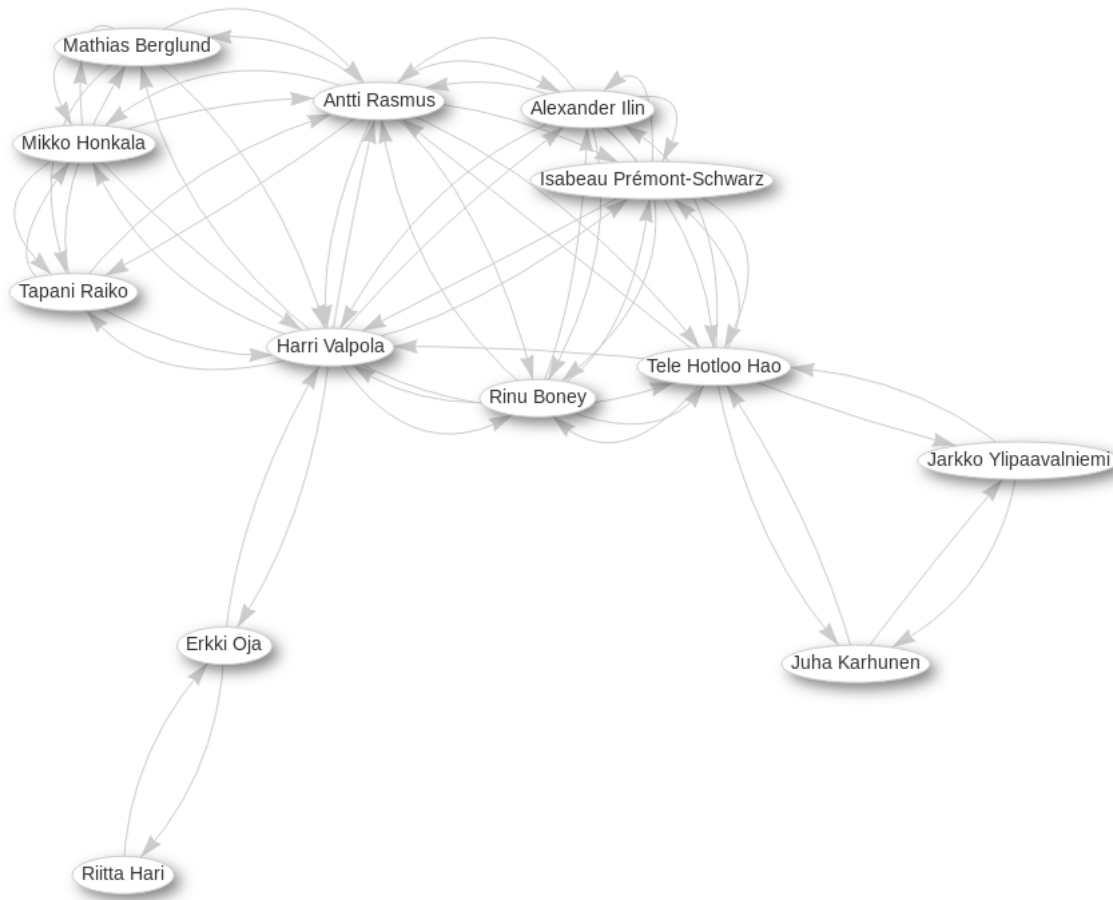 Mathias Berglund
Antti Rasmus
Alexander Ilin
Mikko Honkala
Isabeau Prémont-Schwarz
Tapani Raiko
Harri Valpola
Tele Hotloo Hao
Rinu Boney
Jarkko Ylipaavalniemi
Erkki Oja
Juha Karhunen
Riitta Hari